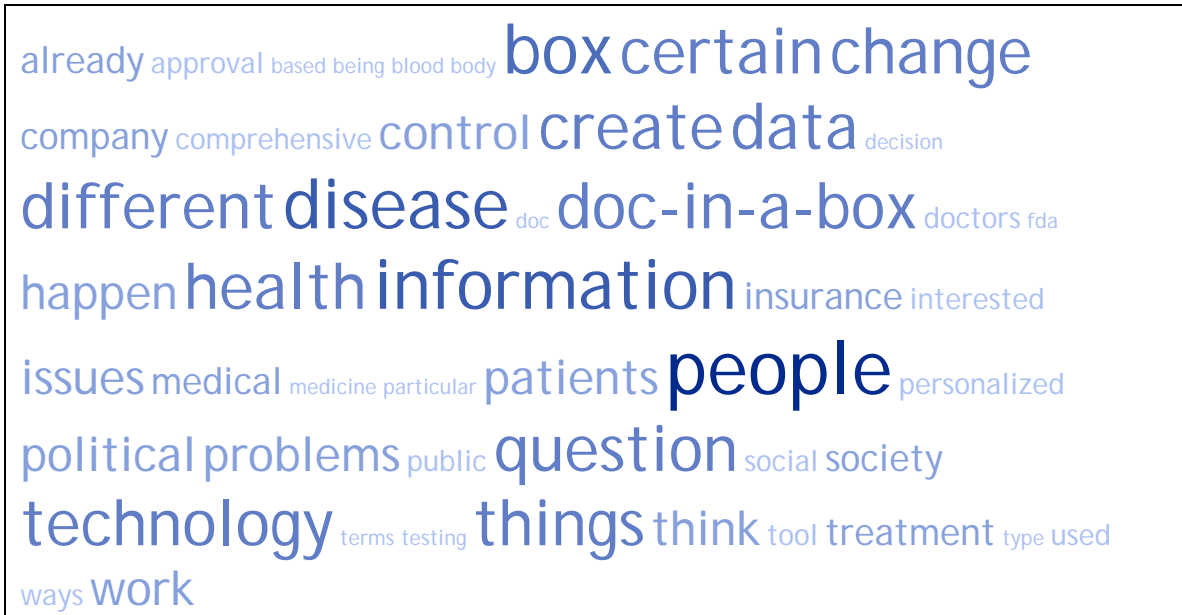 already approval based being blood body box certain change
company comprehensive control create data decision
different disease doc doc-in-a-box doctors fda
happen health information insurance interested
issues medical medicine particular patients people personalized
political problems public question social society
technology terms testing things think tool treatment type used
ways work